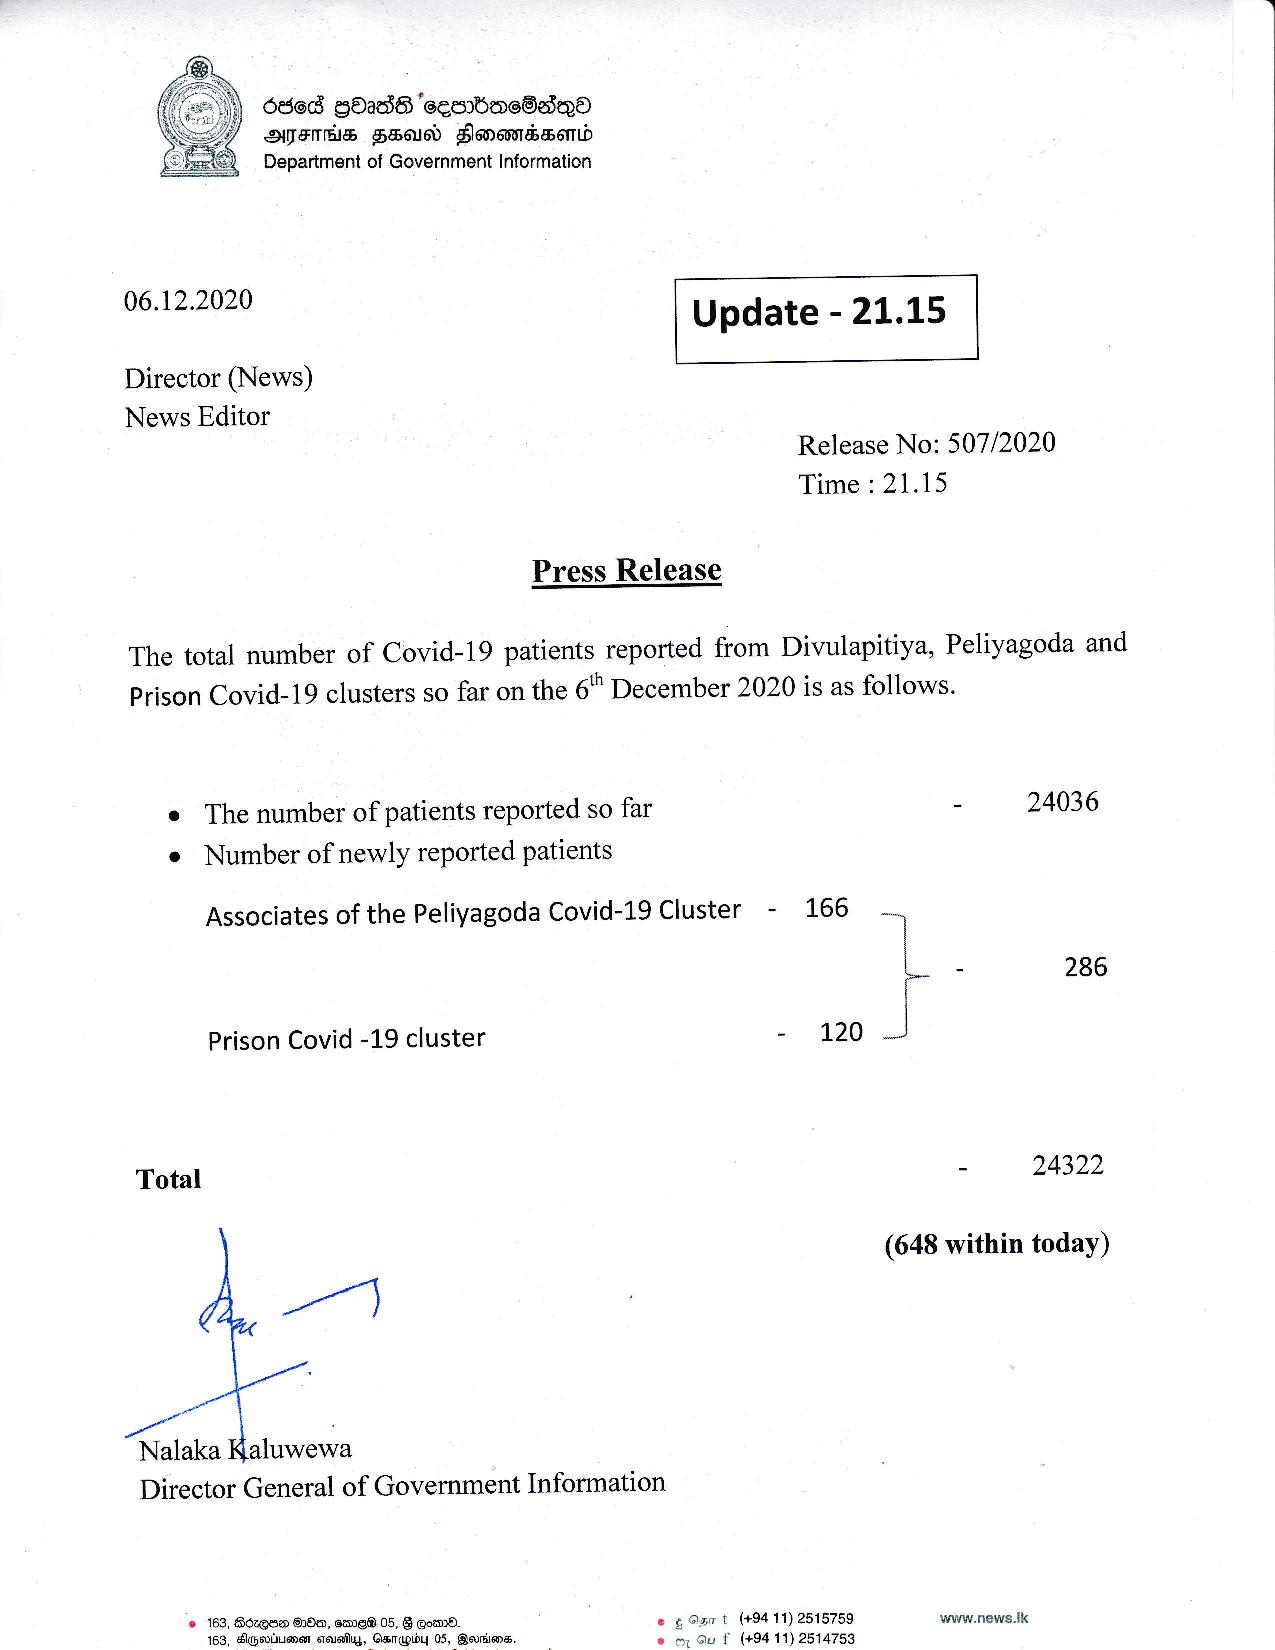 රජයේ ප්‍රවෘත්ති දෙපාර්තමේන්තුව
அரசாங்க தகவல் திணைக்களம்
Department of Government Information
06.12.2020
Update - 21.15
Director (News)
News Editor
Release No: 507/2020
Time : 21.15
Press Release
The total number of Covid-19 patients reported from Divulapitiya, Peliyagoda and
Prison Covid-19 clusters so far on the 6th December 2020 is as follows.
• The number of patients reported so far - 24036
• Number of newly reported patients
Associates of the Peliyagoda Covid-19 Cluster - 166
- 286
Prison Covid -19 cluster - 120
Total - 24322
(648 within today)
Nalaka Kaluwewa
Director General of Government Information
• 163, කිරුලපන මාවත, කොළඹ 05, ශ්‍රී ලංකාව. • දු தொ t (+94 11) 2515759 www.news.lk
163, கிருலப்பனை எவனியூ, கொழும்பு 05, இலங்கை. • ෆැ பெ f (+94 11) 2514753